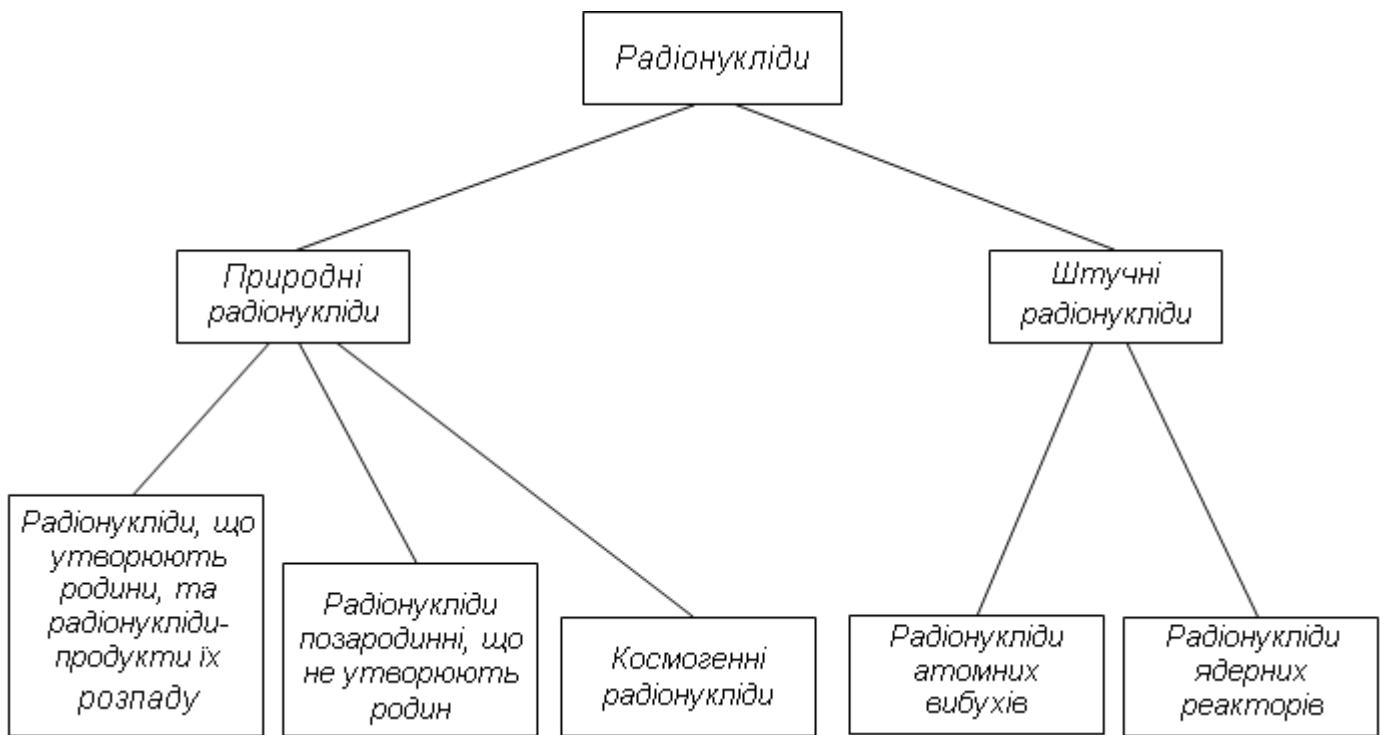 Радіонукліди
Природні
радіонукліди
Штучні
радіонукліди
Радіонукліди, що
утворюють
родини, та
радіонукліди-
продукти їх
розпаду
Радіонукліди
позародинні, що
не утворюють
родин
Космогенні
радіонукліди
Радіонукліди
атомних
вибухів
Радіонукліди
ядерних
реакторів